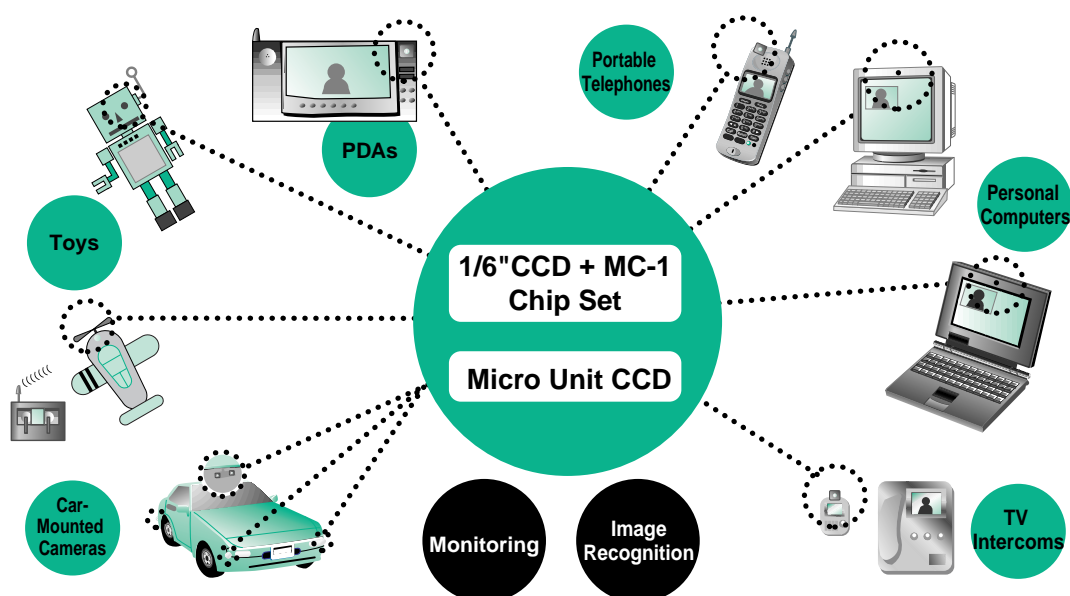 PDAs
Portable
Telephones
Toys
Personal
Computers
1/6"CCD + MC-1
Chip Set
Micro Unit CCD
Car-
Mounted
Cameras
Monitoring
Image
Recognition
TV
Intercoms